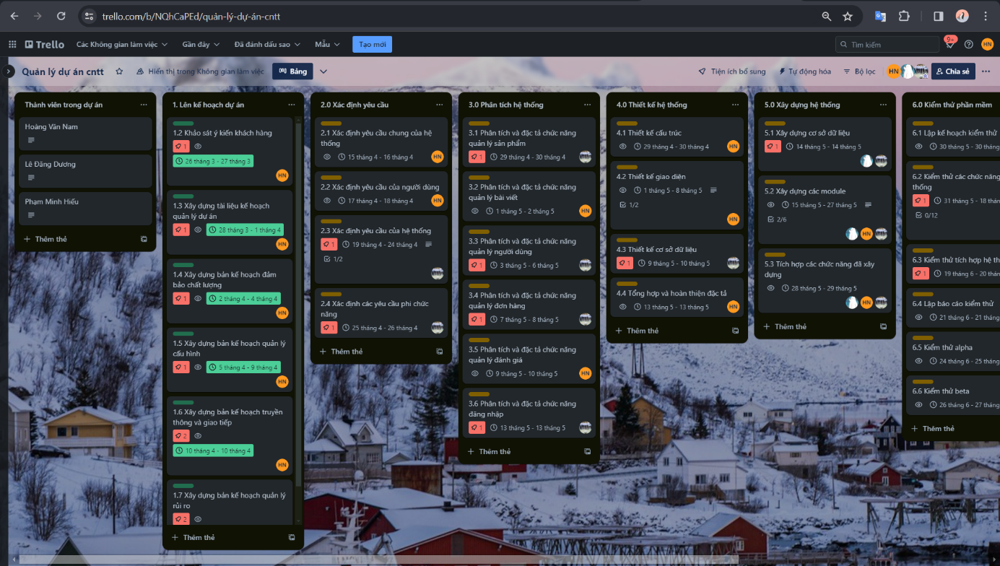 trello.com/b/NQhCaPEd/quản-lý-dự-án-cntt
Trello
Các Không gian làm việc
Gần đây
Đã đánh dấu sao
Mẫu
Tạo mới
Tìm kiếm
9+
HN
Quản lý dự án cntt
Hiển thị trong Không gian làm việc
Bảng
Tiện ích bổ sung
Tự động hóa
Bộ lọc
HN
Chia sẻ
Thành viên trong dự án
Hoàng Văn Nam
Lê Đăng Dương
Phạm Minh Hiếu
Thêm thẻ
1. Lên kế hoạch dự án
1.2 Khảo sát ý kiến khách hàng
1
26 tháng 3 - 27 tháng 3
HN
1.3 Xây dựng tài liệu kế hoạch
quản lý dự án
1
28 tháng 3 - 1 tháng 4
HN
1.4 Xây dựng bản kế hoạch đảm
bảo chất lượng
1
2 tháng 4 - 4 tháng 4
HN
1.5 Xây dựng bản kế hoạch quản lý
cấu hình
1
5 tháng 4 - 9 tháng 4
HN
1.6 Xây dựng bản kế hoạch truyền
thông và giao tiếp
2
10 tháng 4 - 10 tháng 4
HN
1.7 Xây dựng bản kế hoạch quản lý
rủi ro
2
Thêm thẻ
2.0 Xác định yêu cầu
2.1 Xác định yêu cầu chung của hệ
thống
15 tháng 4 - 16 tháng 4
HN
2.2 Xác định yêu cầu của người dùng
17 tháng 4 - 18 tháng 4
HN
2.3 Xác định yêu cầu của hệ thống
1
19 tháng 4 - 24 tháng 4
1/2
2.4 Xác định các yêu cầu phi chức
năng
1
25 tháng 4 - 26 tháng 4
Thêm thẻ
3.0 Phân tích hệ thống
3.1 Phân tích và đặc tả chức năng
quản lý sản phẩm
1
29 tháng 4 - 30 tháng 4
3.2 Phân tích và đặc tả chức năng
quản lý bài viết
1 tháng 5 - 2 tháng 5
HN
3.3 Phân tích và đặc tả chức năng
quản lý người dùng
1
3 tháng 5 - 6 tháng 5
3.4 Phân tích và đặc tả chức năng
quản lý đơn hàng
1
7 tháng 5 - 8 tháng 5
3.5 Phân tích và đặc tả chức năng
quản lý đánh giá
9 tháng 5 - 10 tháng 5
HN
3.6 Phân tích và đặc tả chức năng
đăng nhập
1
13 tháng 5 - 13 tháng 5
Thêm thẻ
4.0 Thiết kế hệ thống
4.1 Thiết kế cấu trúc
29 tháng 4 - 30 tháng 4
HN
4.2 Thiết kế giao diện
1 tháng 5 - 8 tháng 5
1/2
HN
4.3 Thiết kế cơ sở dữ liệu
1
9 tháng 5 - 10 tháng 5
4.4 Tổng hợp và hoàn thiện đặc tả
13 tháng 5 - 13 tháng 5
HN
Thêm thẻ
5.0 Xây dựng hệ thống
5.1 Xây dựng cơ sở dữ liệu
1
14 tháng 5 - 14 tháng 5
5.2 Xây dựng các module
15 tháng 5 - 27 tháng 5
2/6
HN
5.3 Tích hợp các chức năng đã xây
dựng
28 tháng 5 - 29 tháng 5
HN
Thêm thẻ
6.0 Kiểm thử phần mềm
6.1 Lập kế hoạch kiểm thử
30 tháng 5 - 30 tháng
6.2 Kiểm thử các chức năng
thống
1
31 tháng 5 - 18 thán
0/12
6.3 Kiểm thử tích hợp hệ th
1
19 tháng 6 - 20 thán
6.4 Lập báo cáo kiểm thử
21 tháng 6 - 21 tháng
6.5 Kiểm thử alpha
24 tháng 6 - 25 tháng
6.6 Kiểm thử beta
26 tháng 6 - 27 tháng
Thêm thẻ